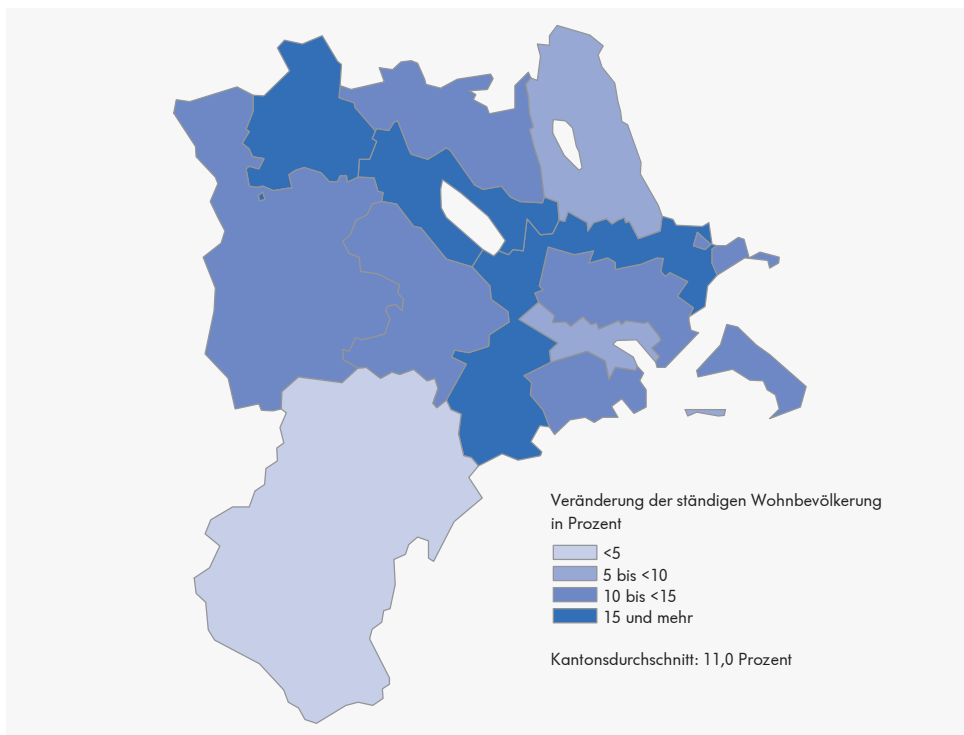 Veränderung der ständigen Wohnbevölkerung
in Prozent
<5
5 bis <10
10 bis <15
15 und mehr
Kantonsdurchschnitt: 11,0 Prozent